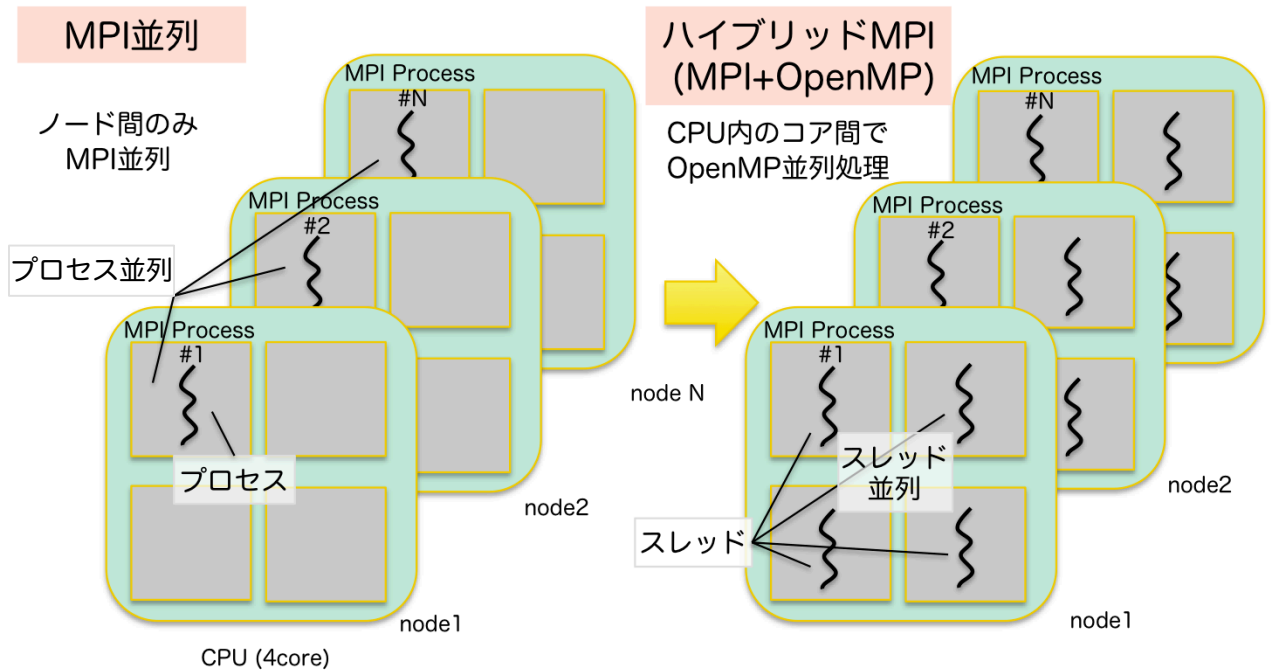 MPI並列
ノード間のみ
MPI並列
MPI Process
#N
MPI Process
#2
プロセス並列
MPI Process
#1
プロセス
node N
node2
node1
CPU (4core)
ハイブリッドMPI
(MPI+OpenMP)
CPU内のコア間で
OpenMP並列処理
MPI Process
#N
MPI Process
#2
MPI Process
#1
スレッド
並列
スレッド
node2
node1